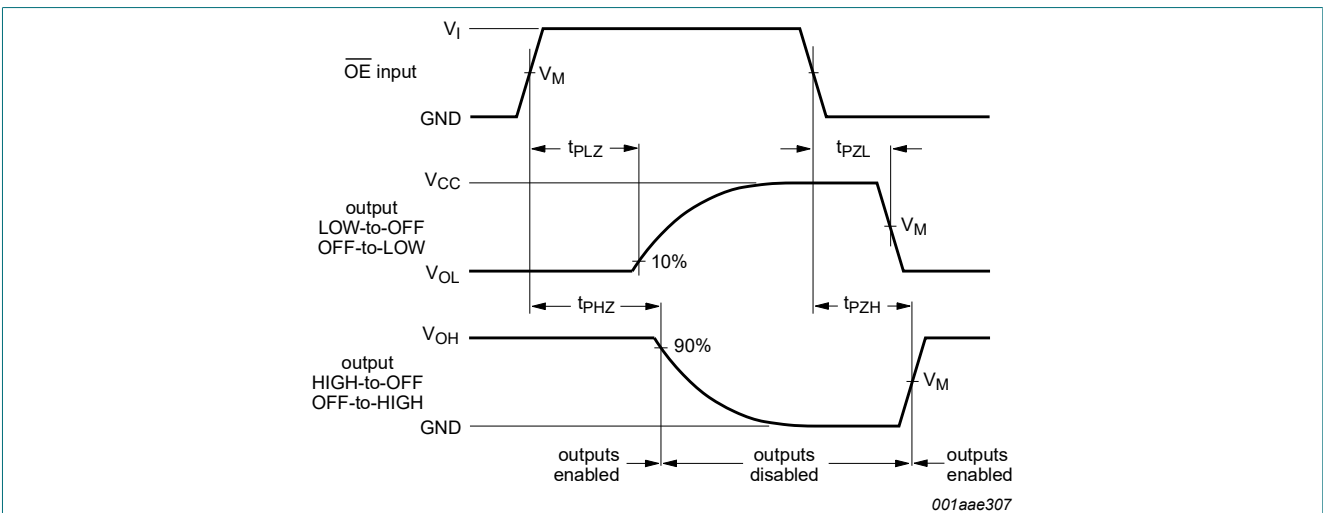 V_I
OE input
V_M
GND
t_PLZ
t_PZL
V_CC
output
LOW-to-OFF
OFF-to-LOW
V_M
10%
V_OL
t_PHZ
t_PZH
V_OH
90%
output
HIGH-to-OFF
OFF-to-HIGH
V_M
GND
outputs
enabled
outputs
disabled
outputs
enabled
001aae307